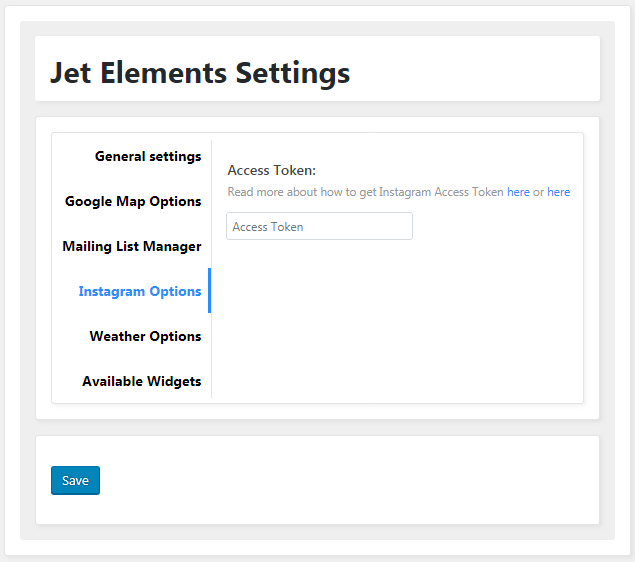 Jet Elements Settings
General settings
Google Map Options
Mailing List Manager
Instagram Options
Weather Options
Available Widgets
Access Token:
Read more about how to get Instagram Access Token here or here
Access Token
Save